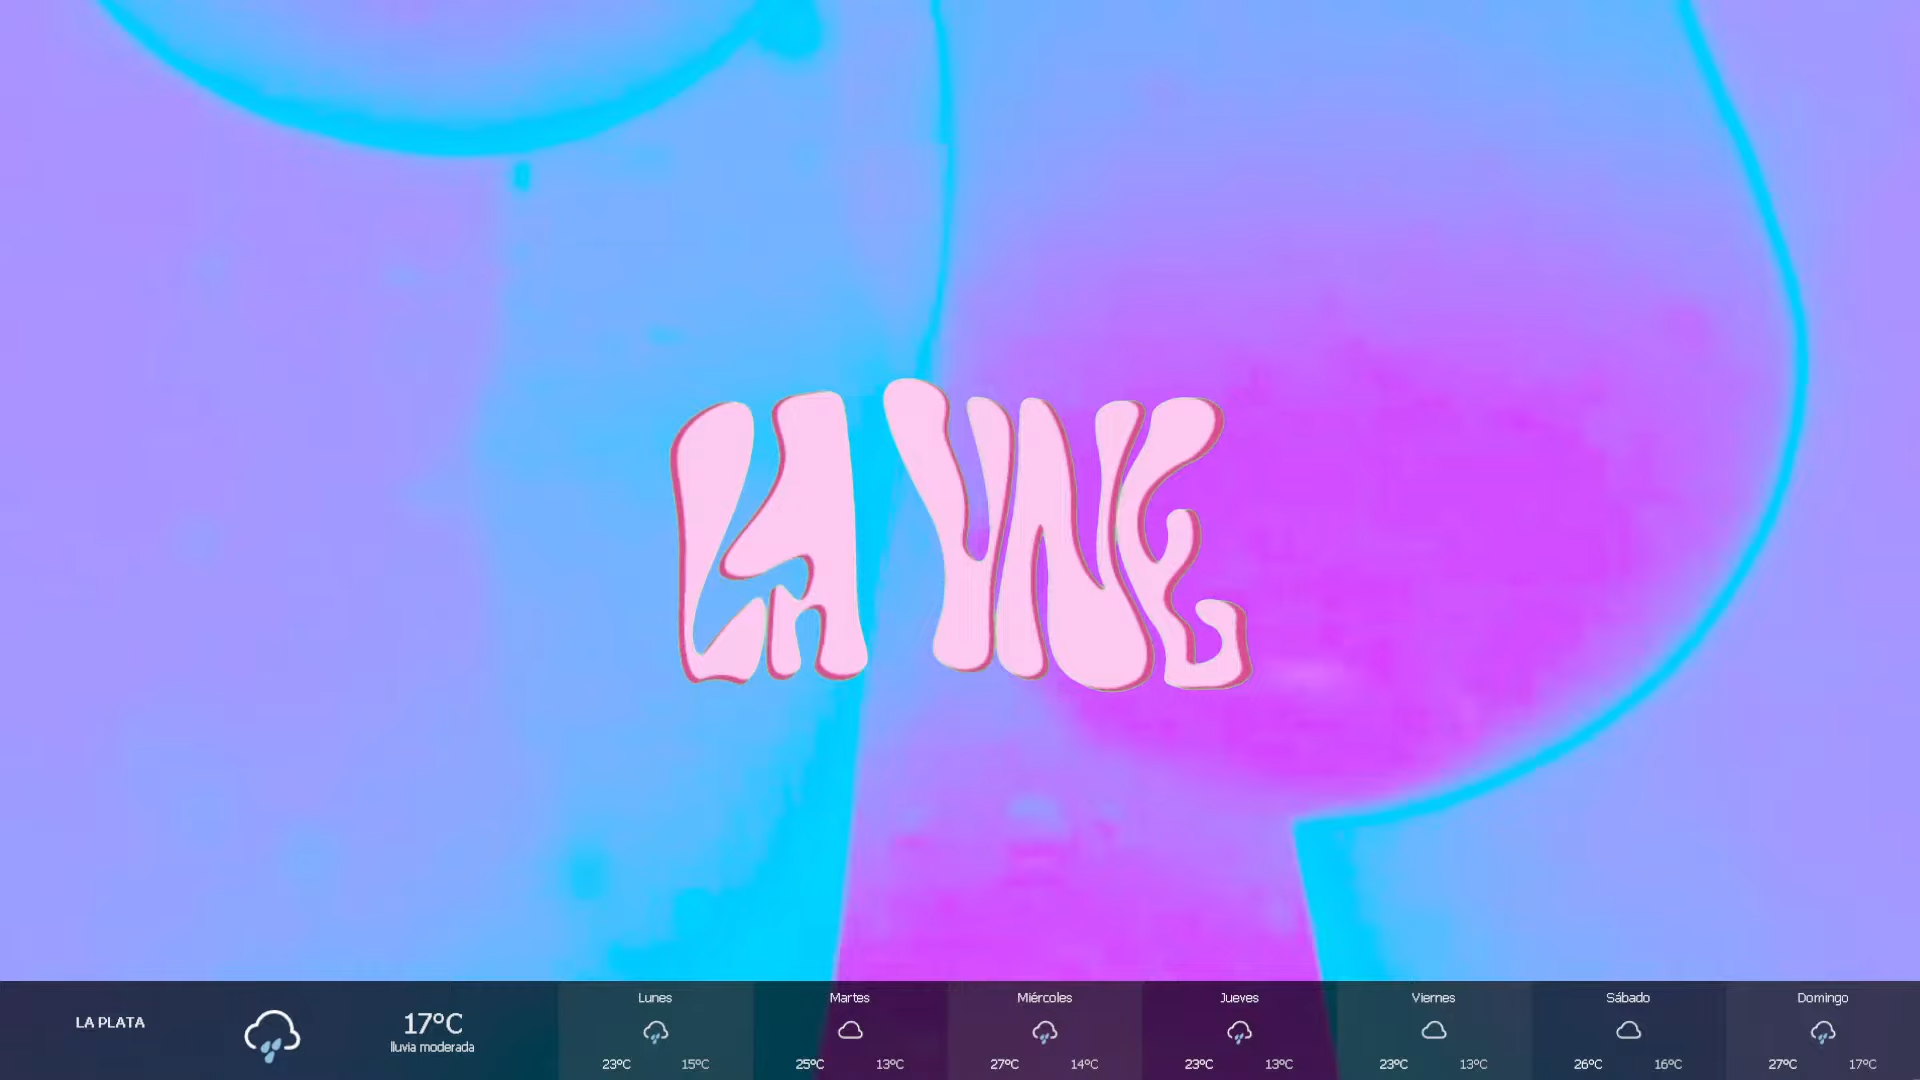 LA YNE
LA PLATA
17°C
lluvia moderada
Lunes
23°C 15°C
Martes
25°C 13°C
Miércoles
27°C 14°C
Jueves
23°C 13°C
Viernes
23°C 13°C
Sábado
26°C 16°C
Domingo
27°C 17°C